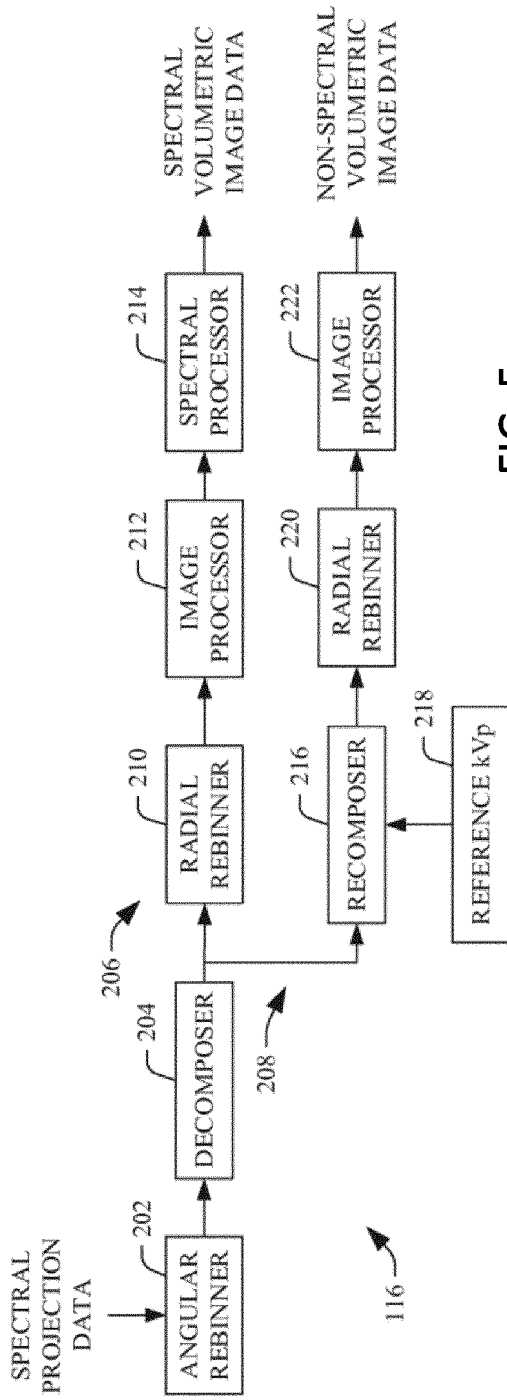 SPECTRAL
PROJECTION
DATA
202
ANGULAR
REBINNER
204
DECOMPOSER
206
210
RADIAL
REBINNER
212
IMAGE
PROCESSOR
214
SPECTRAL
PROCESSOR
SPECTRAL
VOLUMETRIC
IMAGE DATA
208
216
RECOMPOSER
218
REFERENCE kVp
220
RADIAL
REBINNER
222
IMAGE
PROCESSOR
NON-SPECTRAL
VOLUMETRIC
IMAGE DATA
116